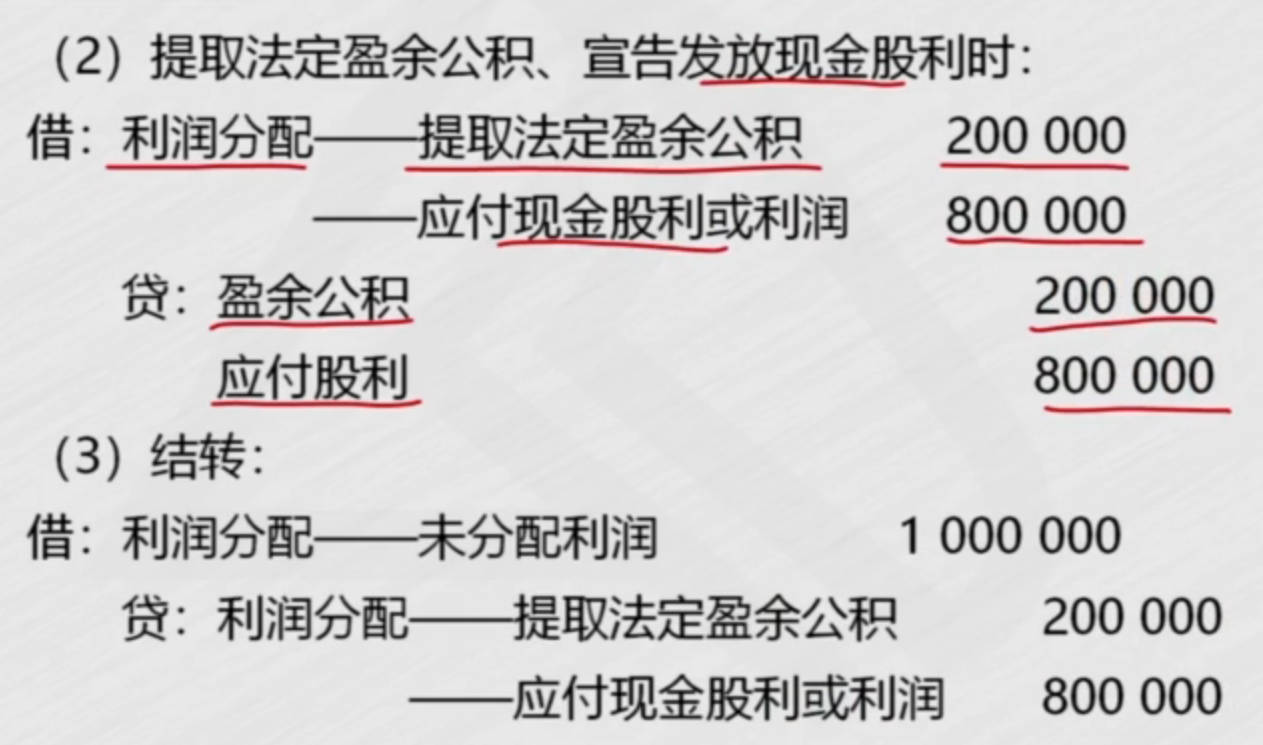 （2）提取法定盈余公积、宣告发放现金股利时：
借：利润分配——提取法定盈余公积 200 000
——应付现金股利或利润 800 000
贷：盈余公积 200 000
应付股利 800 000
（3）结转：
借：利润分配——未分配利润 1 000 000
贷：利润分配——提取法定盈余公积 200 000
——应付现金股利或利润 800 000